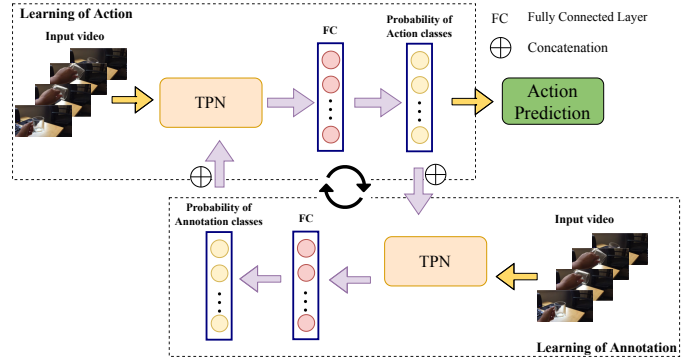 Learning of Action
Input video
TPN
FC
Probability of
Action classes
FC Fully Connected Layer
Concatenation
Action
Prediction
Probability of
Annotation classes
FC
TPN
Input video
Learning of Annotation